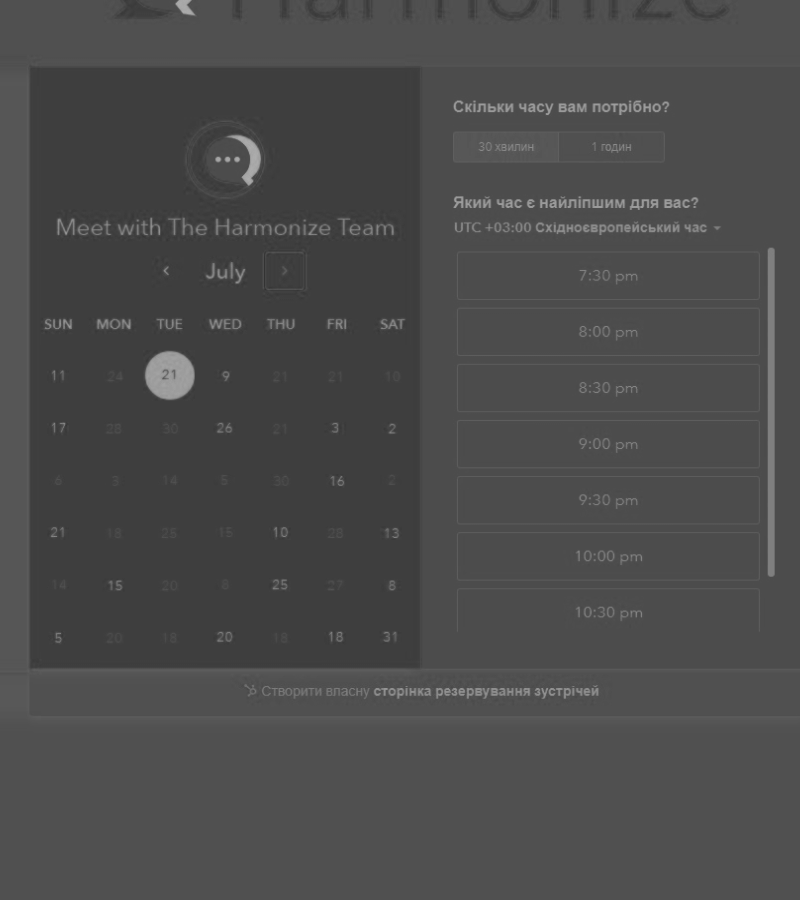 Harmonize
Meet with The Harmonize Team
July
SUN MON TUE WED THU FRI SAT
11 24 21 9 21 21 10
17 28 30 26 21 3 2
6 3 14 5 30 16 2
21 18 25 15 10 28 13
14 15 20 8 25 27 8
5 20 18 20 18 18 31
Скільки часу вам потрібно?
30 хвилин 1 годин
Який час є найліпшим для вас?
UTC +03:00 Східноєвропейський час
7:30 pm
8:00 pm
8:30 pm
9:00 pm
9:30 pm
10:00 pm
10:30 pm
Створити власну сторінка резервування зустрічей